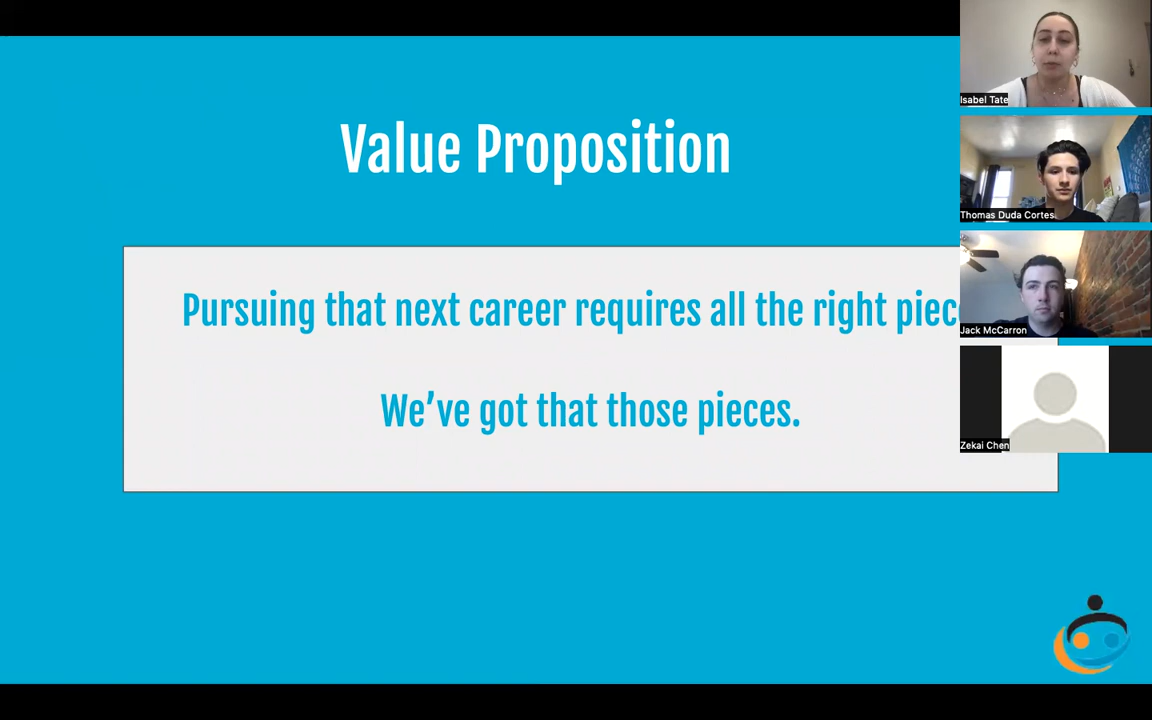 Value Proposition
Pursuing that next career requires all the right
We've got that those pieces.
Isabel Tate
Thomas Duda Cortes
Jack McCarron
Zekai Chen